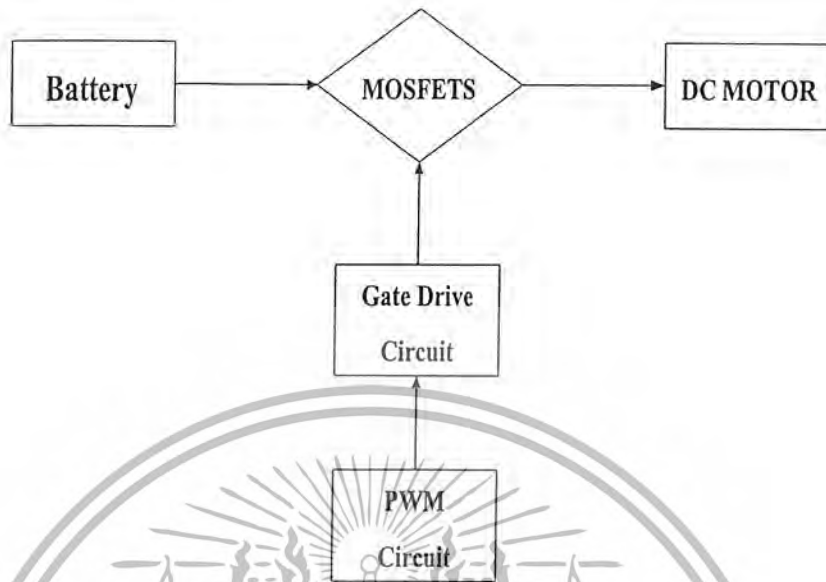 Battery
MOSFETS
DC MOTOR
Gate Drive
Circuit
PWM
Circuit